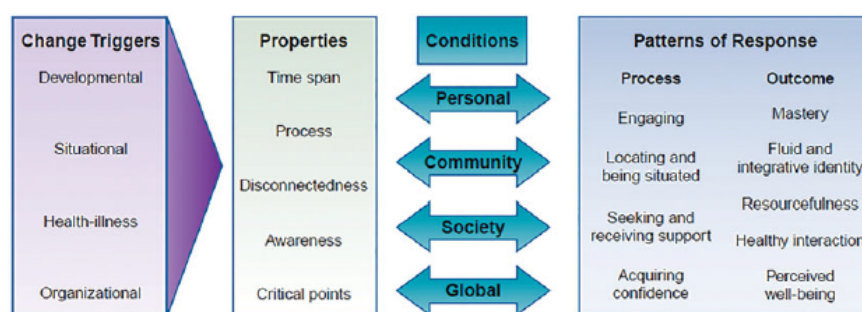 Change Triggers
Developmental
Situational
Health-illness
Organizational
Properties
Time span
Process
Disconnectedness
Awareness
Critical points
Conditions
Personal
Community
Society
Global
Patterns of Response
Process
Engaging
Locating and
being situated
Seeking and
receiving support
Acquiring
confidence
Outcome
Mastery
Fluid and
integrative identity
Resourcefulness
Healthy interaction
Perceived
well-being